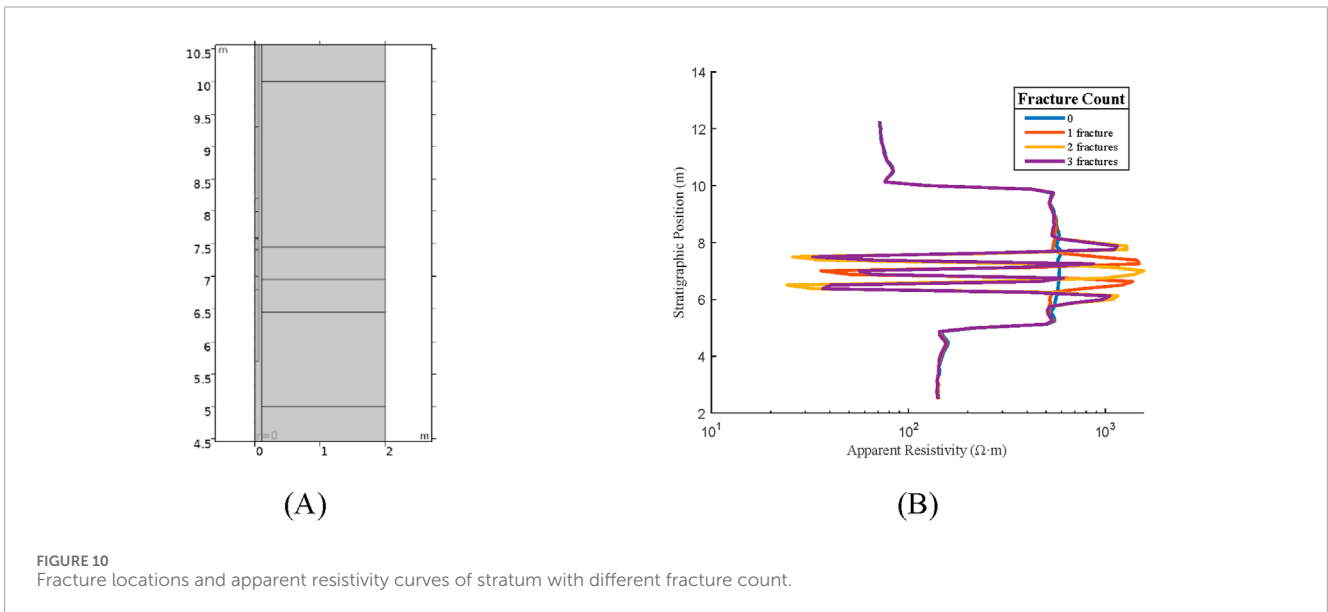 10.5
m
10
9.5
9
8.5
8
7.5
7
6.5
6
5.5
5
4.5
r=0
m
0
1
2
(A)
14
12
10
8
6
4
2
Stratigraphic Position (m)
10¹
10²
10³
Apparent Resistivity (Ω·m)
Fracture Count
0
1 fracture
2 fractures
3 fractures
(B)
FIGURE 10
Fracture locations and apparent resistivity curves of stratum with different fracture count.